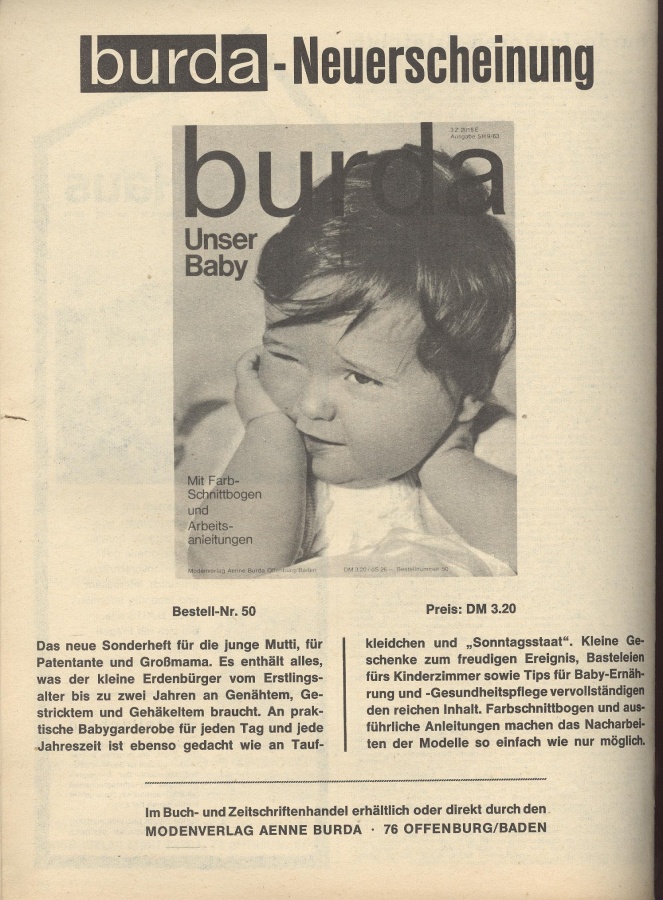 burda - Neuerscheinung
burda
Ausgabe SH 9/63
Unser
Baby
Mit Farb-
Schnittbogen
und
Arbeits-
anleitungen
Modenverlag Aenne Burda, Offenburg/Baden
Bestellnummer 50
Bestell-Nr. 50
Preis: DM 3.20
Das neue Sonderheft für die junge Mutti, für
Patentante und Großmama. Es enthält alles,
was der kleine Erdenbürger vom Erstlings-
alter bis zu zwei Jahren an Genähtem, Ge-
stricktem und Gehäkeltem braucht. An prak-
tische Babygarderobe für jeden Tag und jede
Jahreszeit ist ebenso gedacht wie an Tauf-
kleidchen und „Sonntagsstaat“. Kleine Ge-
schenke zum freudigen Ereignis, Basteleien
fürs Kinderzimmer sowie Tips für Baby-Ernäh-
rung und -Gesundheitspflege vervollständigen
den reichen Inhalt. Farbschnittbogen und aus-
führliche Anleitungen machen das Nacharbei-
ten der Modelle so einfach wie nur möglich.
Im Buch- und Zeitschriftenhandel erhältlich oder direkt durch den
MODENVERLAG AENNE BURDA · 76 OFFENBURG/BADEN